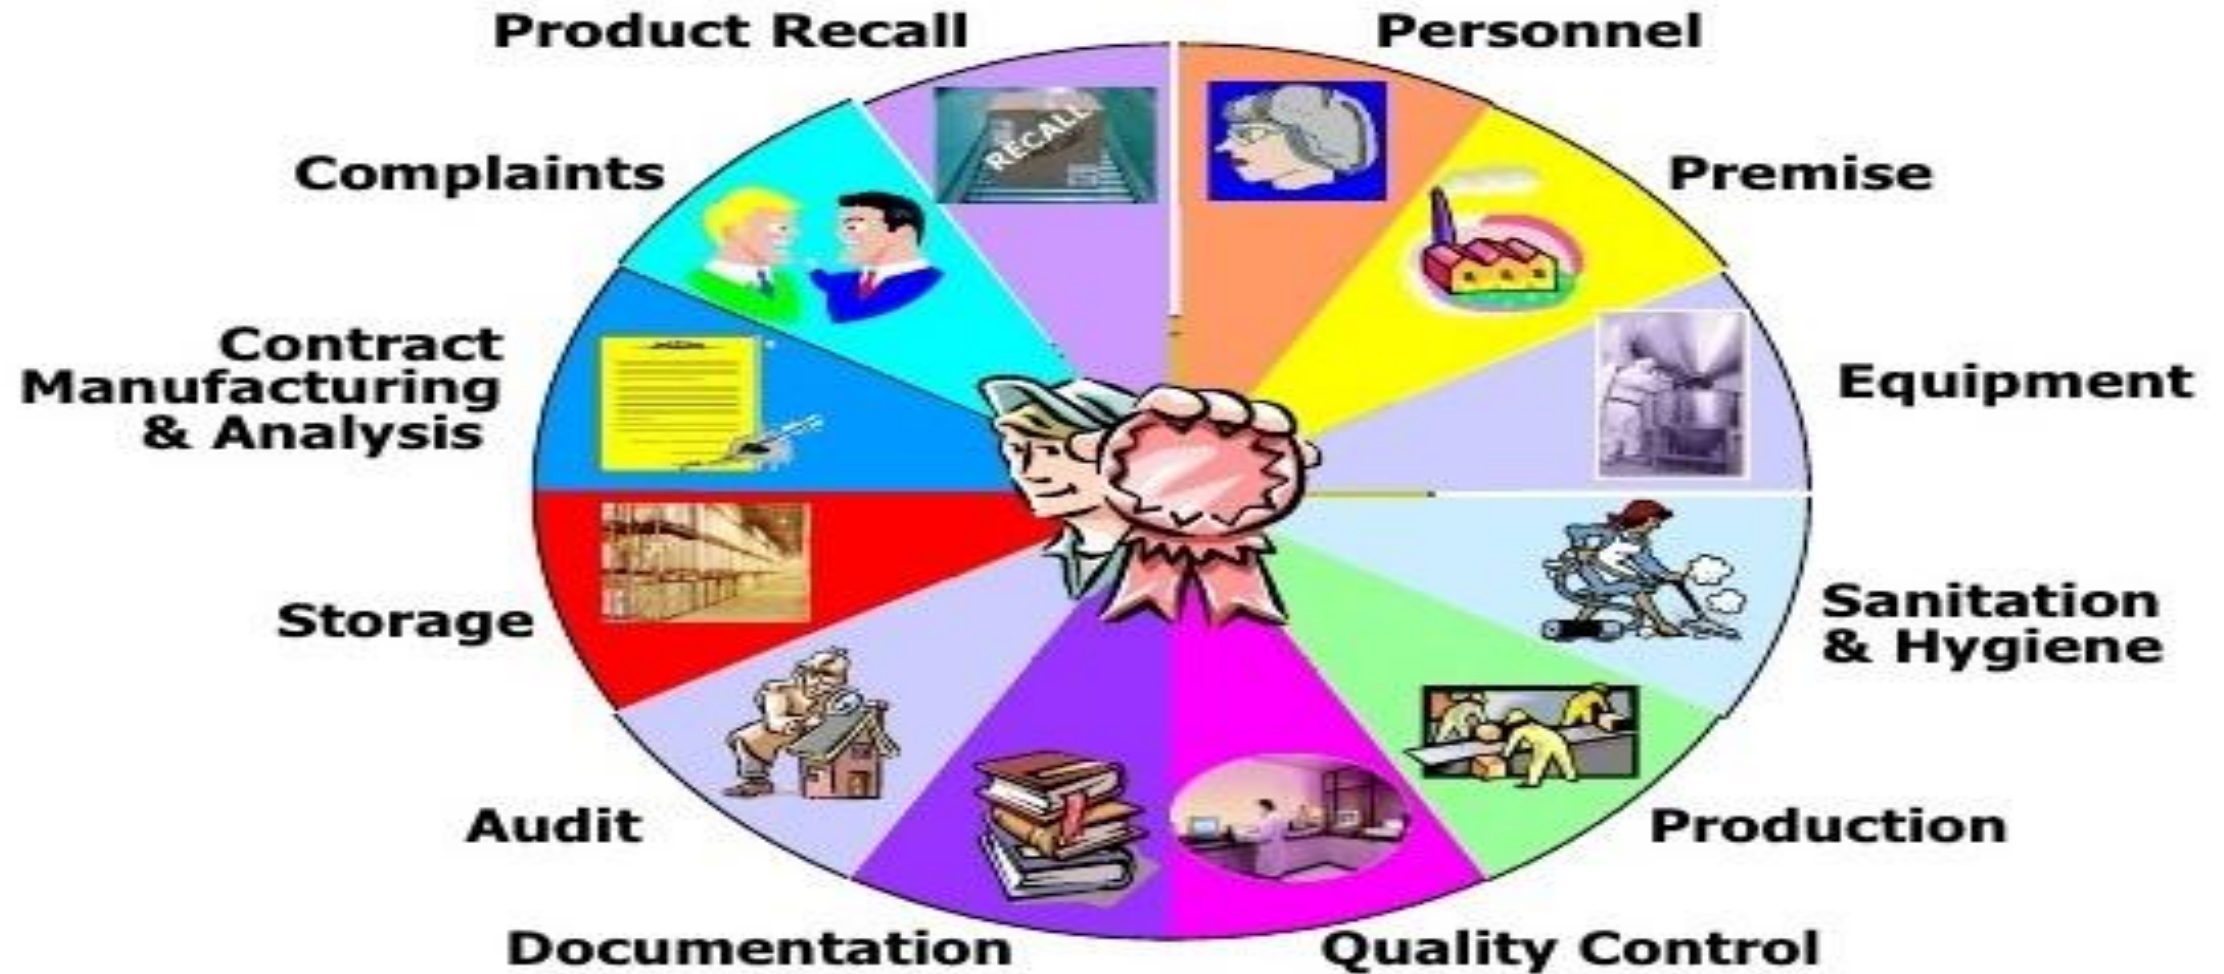 Product Recall
Personnel
Complaints
Premise
RECALL
Contract
Manufacturing
& Analysis
Equipment
Storage
Sanitation
& Hygiene
Audit
Production
Documentation
Quality Control